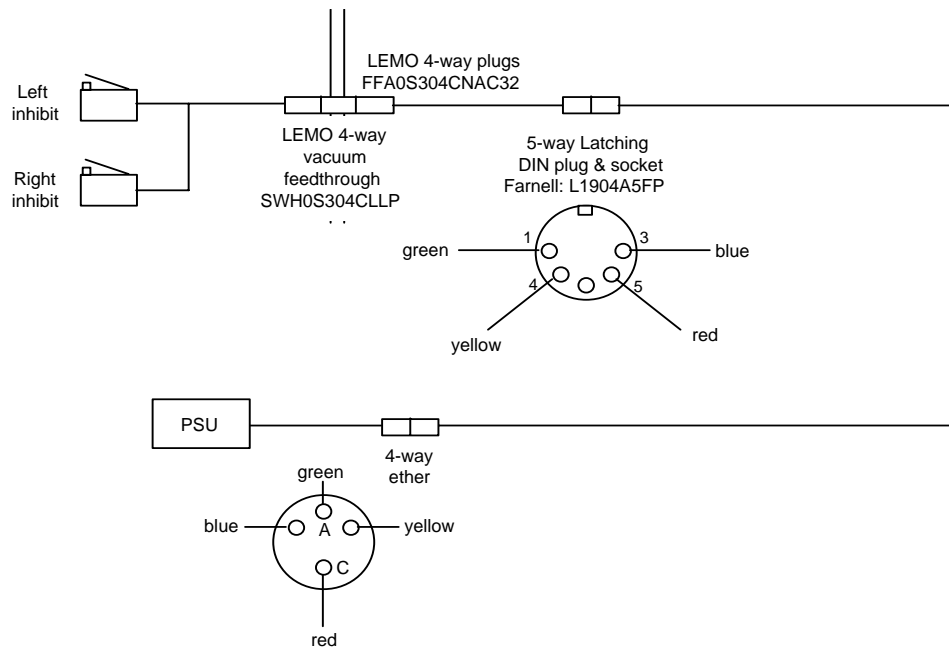 LEMO 4-way plugs
FFA0S304CNAC32
Left
inhibit
LEMO 4-way
vacuum
feedthrough
SWH0S304CLLP
Right
inhibit
5-way Latching
DIN plug & socket
Farnell: L1904A5FP
1
3
green
blue
4
5
yellow
red
PSU
4-way
ether
green
blue
A
yellow
C
red